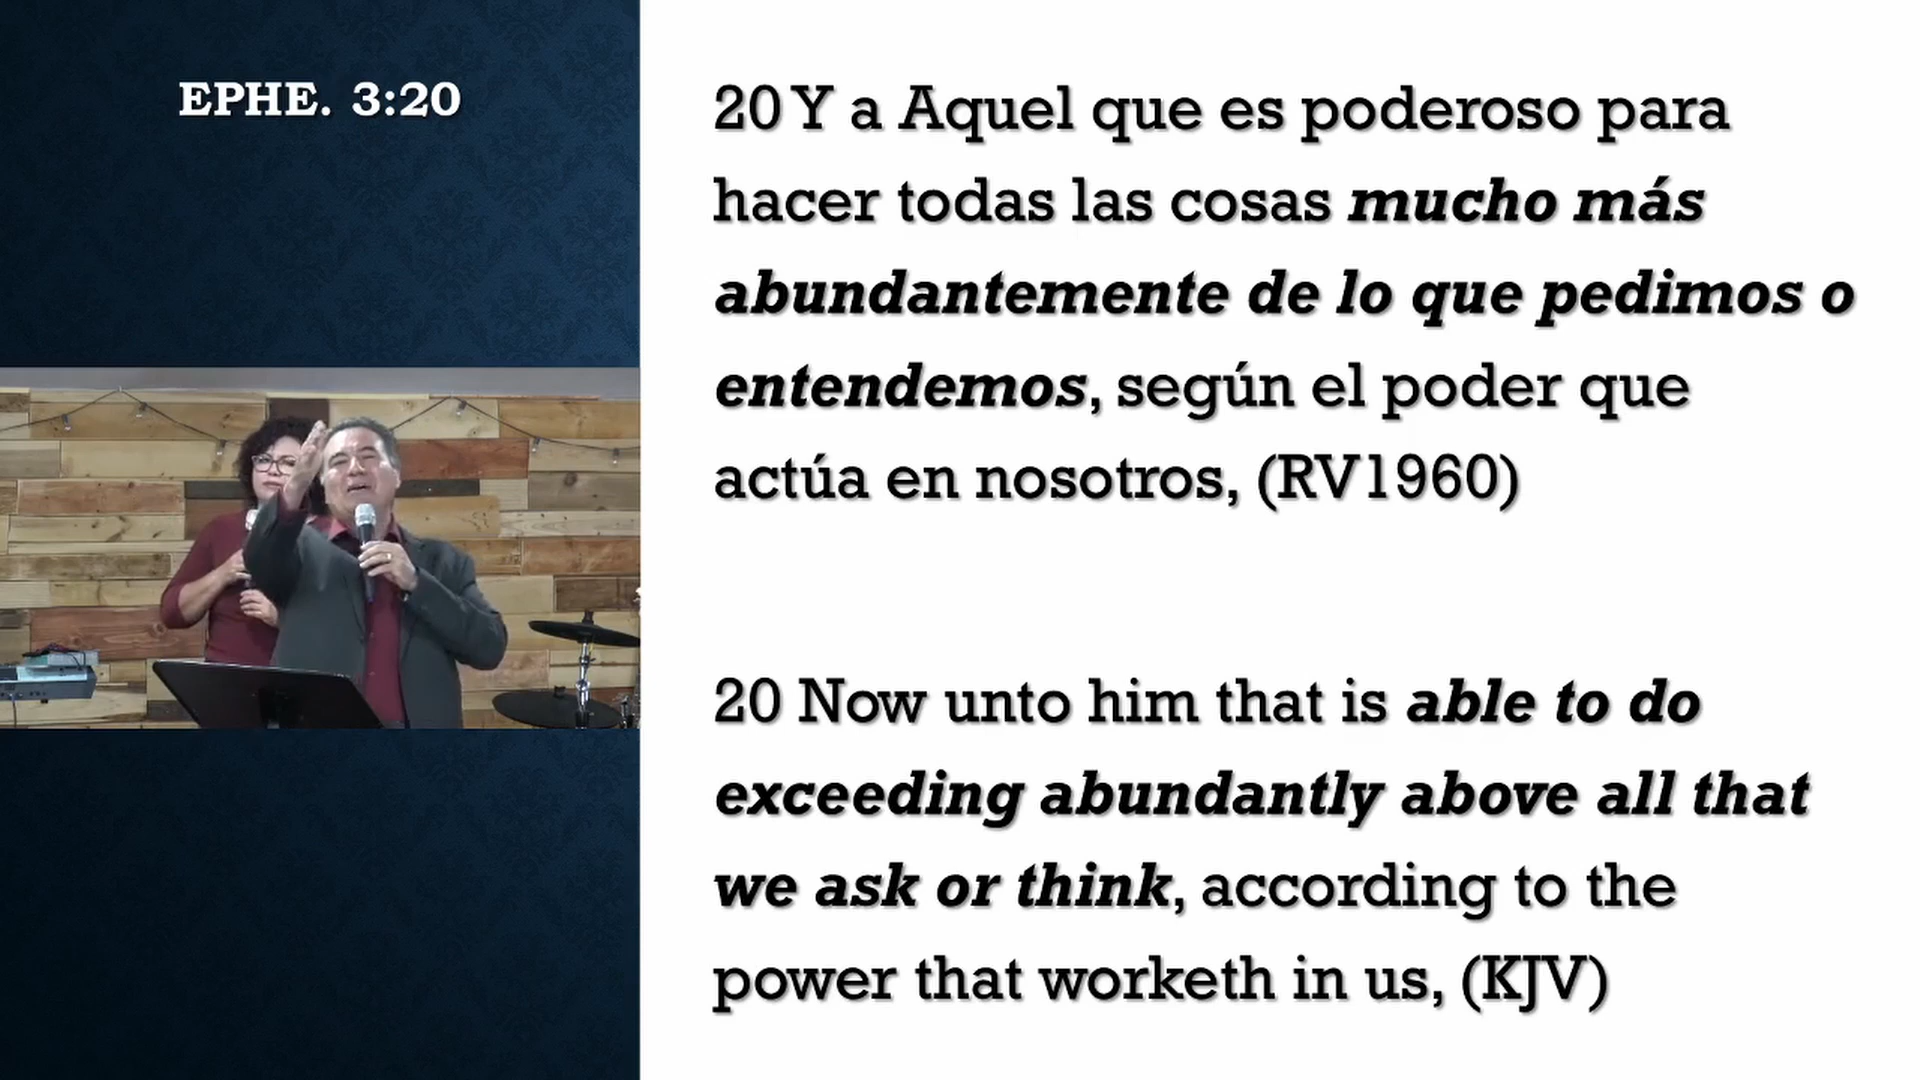 EPHE. 3:20
20 Y a Aquel que es poderoso para
hacer todas las cosas mucho más
abundantemente de lo que pedimos o
entendemos, según el poder que
actúa en nosotros, (RV1960)
20 Now unto him that is able to do
exceeding abundantly above all that
we ask or think, according to the
power that worketh in us, (KJV)